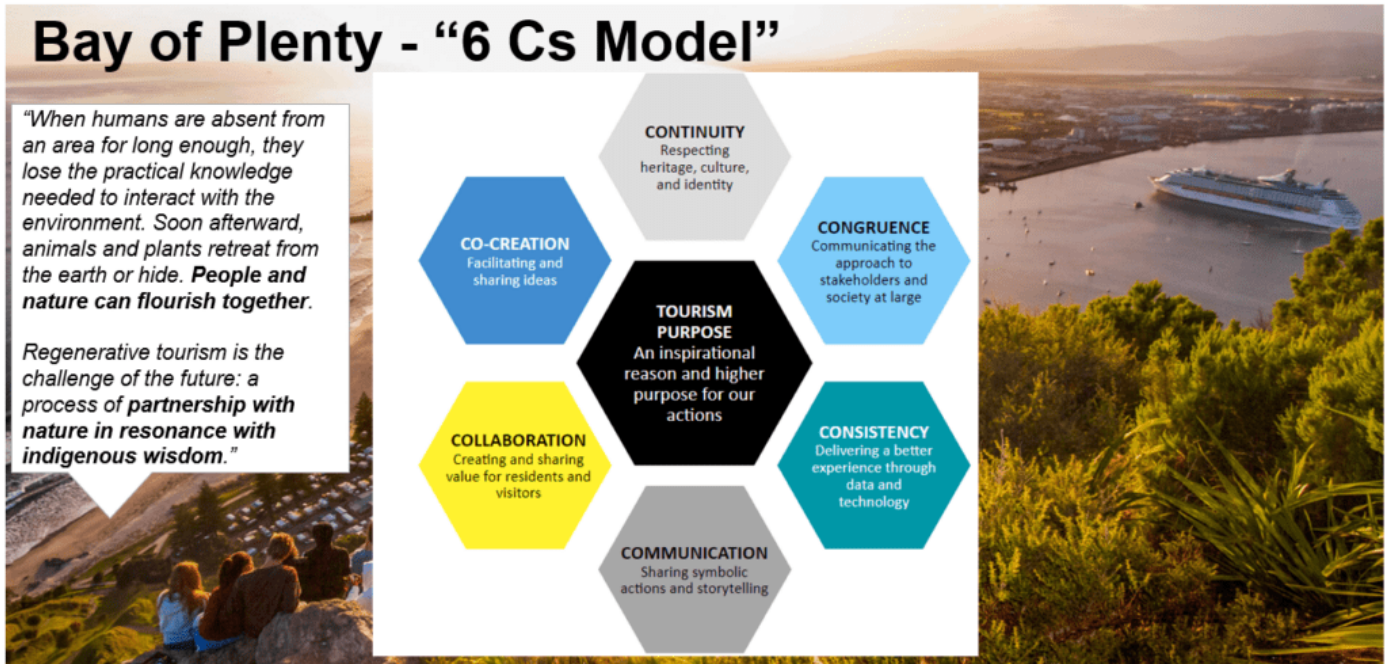 Bay of Plenty - “6 Cs Model”
“When humans are absent from
an area for long enough, they
lose the practical knowledge
needed to interact with the
environment. Soon afterward,
animals and plants retreat from
the earth or hide. People and
nature can flourish together.
Regenerative tourism is the
challenge of the future: a
process of partnership with
nature in resonance with
indigenous wisdom.”
CONTINUITY
Respecting
heritage, culture,
and identity
CONGRUENCE
Communicating the
approach to
stakeholders and
society at large
CONSISTENCY
Delivering a better
experience through
data and
technology
COMMUNICATION
Sharing symbolic
actions and storytelling
COLLABORATION
Creating and sharing
value for residents and
visitors
CO-CREATION
Facilitating and
sharing ideas
TOURISM
PURPOSE
An inspirational
reason and higher
purpose for our
actions